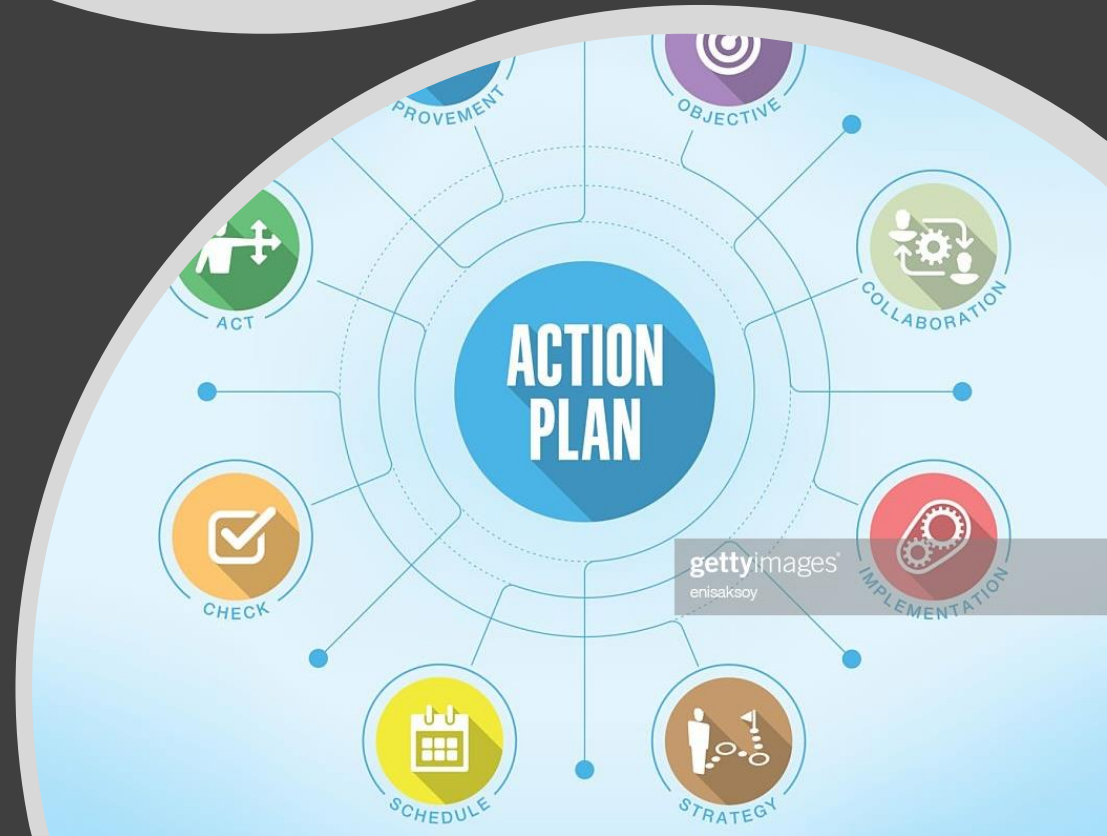 PROVEMENT
OBJECTIVE
COLLABORATION
ACT
ACTION
PLAN
gettyimages®
enisaksoy
IMPLEMENTATION
CHECK
SCHEDULE
STRATEGY